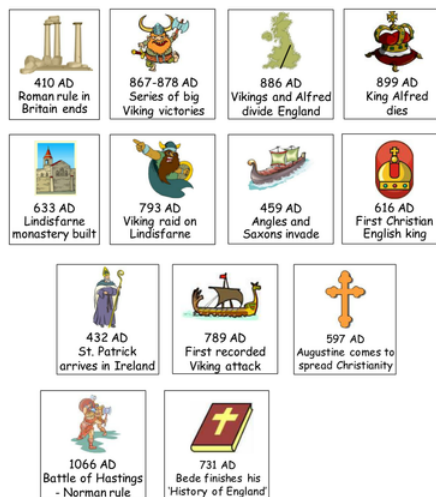 410 AD
Roman rule in
Britain ends
867-878 AD
Series of big
Viking victories
886 AD
Vikings and Alfred
divide England
899 AD
King Alfred
dies
633 AD
Lindisfarne
monastery built
793 AD
Viking raid on
Lindisfarne
459 AD
Angles and
Saxons invade
616 AD
First Christian
English king
432 AD
St. Patrick
arrives in Ireland
789 AD
First recorded
Viking attack
597 AD
Augustine comes to
spread Christianity
1066 AD
Battle of Hastings
- Norman rule
731 AD
Bede finishes his
'History of England'